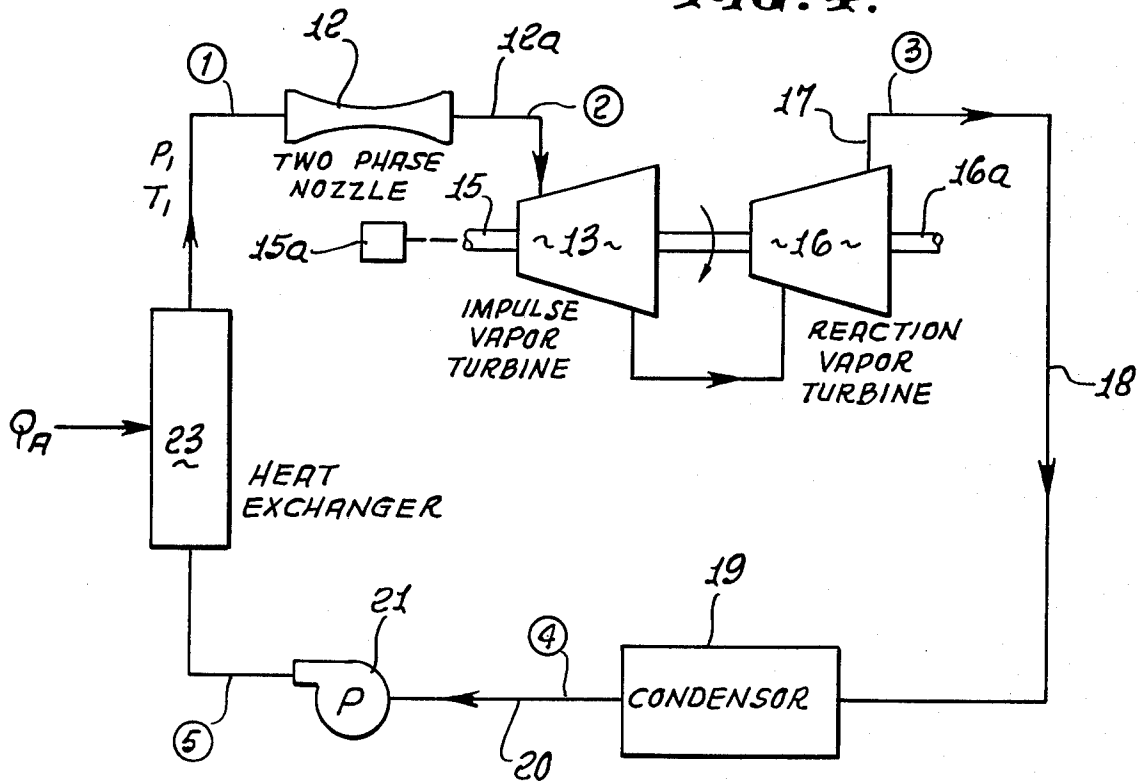 FIG. 4.
12
12a
1
2
3
17
P1
T1
TWO PHASE
NOZZLE
15
16a
15a
~13~
~16~
IMPULSE
VAPOR
TURBINE
REACTION
VAPOR
TURBINE
18
QA
23
~
HEAT
EXCHANGER
19
21
4
P
CONDENSOR
5
20